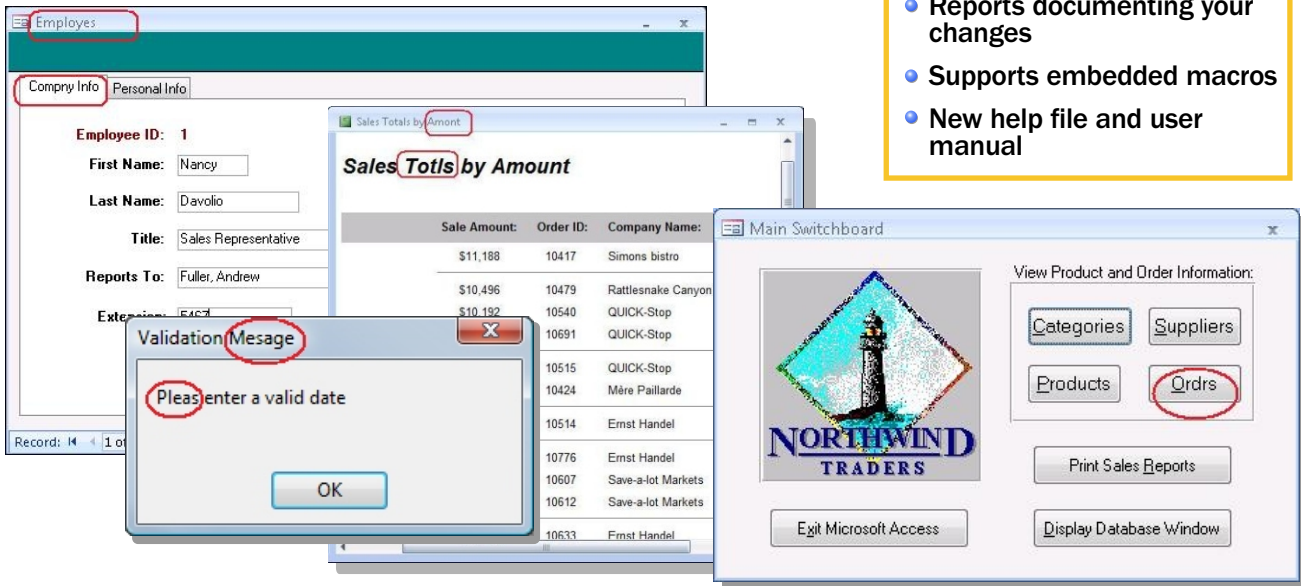 Employes
Compny Info Personal Info
Employee ID: 1
First Name: Nancy
Last Name: Davolio
Title: Sales Representative
Reports To: Fuller, Andrew
Extension: 5467
Record: 1 of
Sales Totals by Amont
Sales Totls by Amount
Sale Amount: Order ID: Company Name:
$11,188 10417 Simons bistro
$10,496 10479 Rattlesnake Canyon
$10,192 10540 QUICK-Stop
10691 QUICK-Stop
10515 QUICK-Stop
10424 Mère Paillarde
10514 Ernst Handel
10776 Ernst Handel
10607 Save-a-lot Markets
10612 Save-a-lot Markets
10633 Ernst Handel
Validation Mesage
Pleas enter a valid date
OK
Reports documenting your
changes
Supports embedded macros
New help file and user
manual
Main Switchboard
NORTHWIND
TRADERS
View Product and Order Information:
Categories Suppliers
Products Ordrs
Print Sales Reports
Exit Microsoft Access Display Database Window